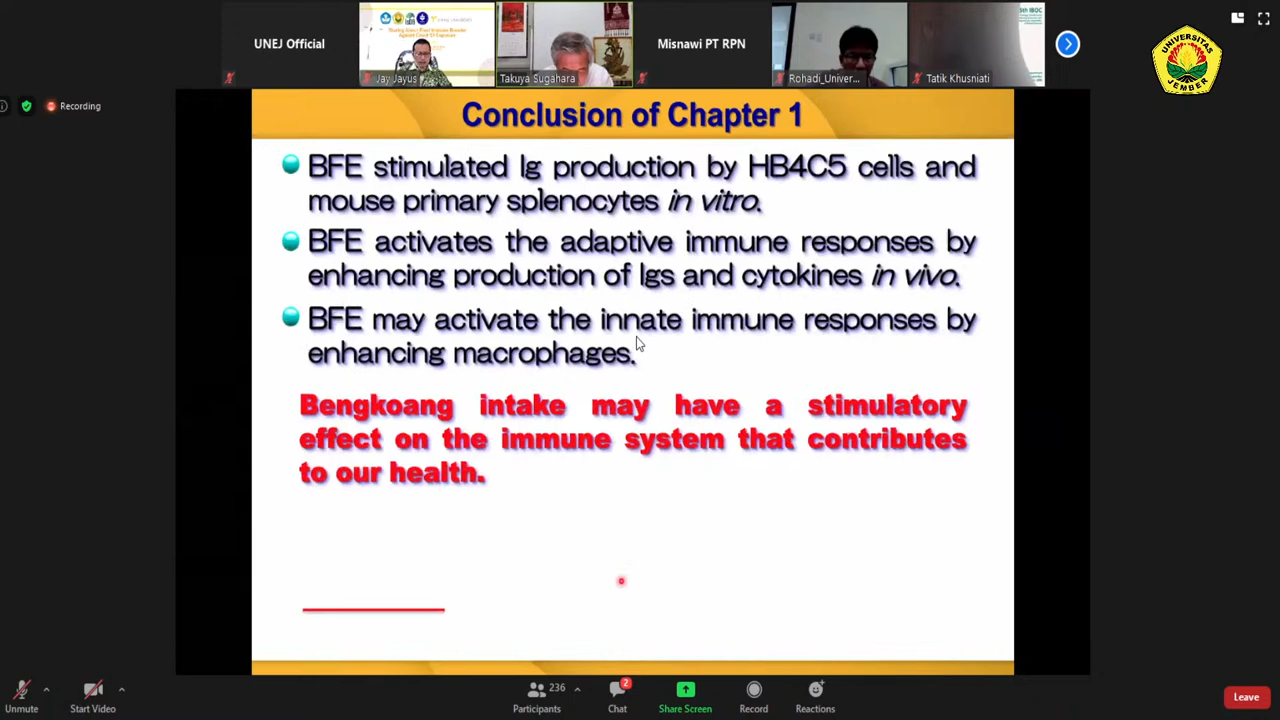 UNEJ Official
Jay Jayus
Takuya Sugahara
Misnawi PT RPN
Rohadi_Univer...
Tatik Khusniati
UNIVERSITAS
JEMBER
Recording
Conclusion of Chapter 1
BFE stimulated Ig production by HB4C5 cells and
mouse primary splenocytes in vitro.
BFE activates the adaptive immune responses by
enhancing production of Igs and cytokines in vivo.
BFE may activate the innate immune responses by
enhancing macrophages.
Bengkoang intake may have a stimulatory
effect on the immune system that contributes
to our health.
Unmute
Start Video
236
Participants
2
Chat
Share Screen
Record
Reactions
Leave